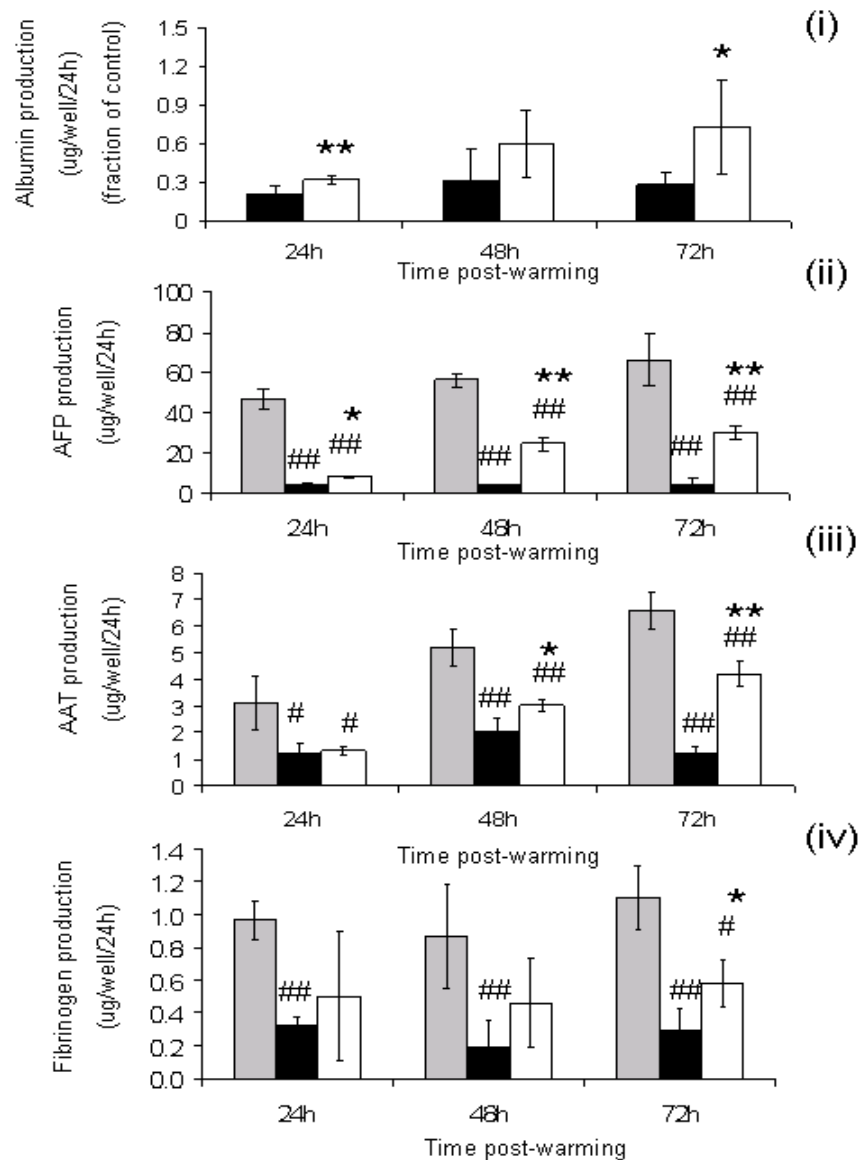 (i)
Albumin production
(ug/well/24h)
(fraction of control)
1.5
1.2
0.9
0.6
0.3
0
**
*
24h
48h
72h
Time post-warming
(ii)
AFP production
(ug/well/24h)
100
80
60
40
20
0
##
*
##
##
**
##
##
**
##
24h
48h
72h
Time post-warming
(iii)
AAT production
(ug/well/24h)
8
7
6
5
4
3
2
1
0
#
#
##
*
##
##
**
##
24h
48h
72h
Time post-warming
(iv)
Fibrinogen production
(ug/well/24h)
1.4
1.2
1.0
0.8
0.6
0.4
0.2
0.0
##
##
##
*
#
24h
48h
72h
Time post-warming